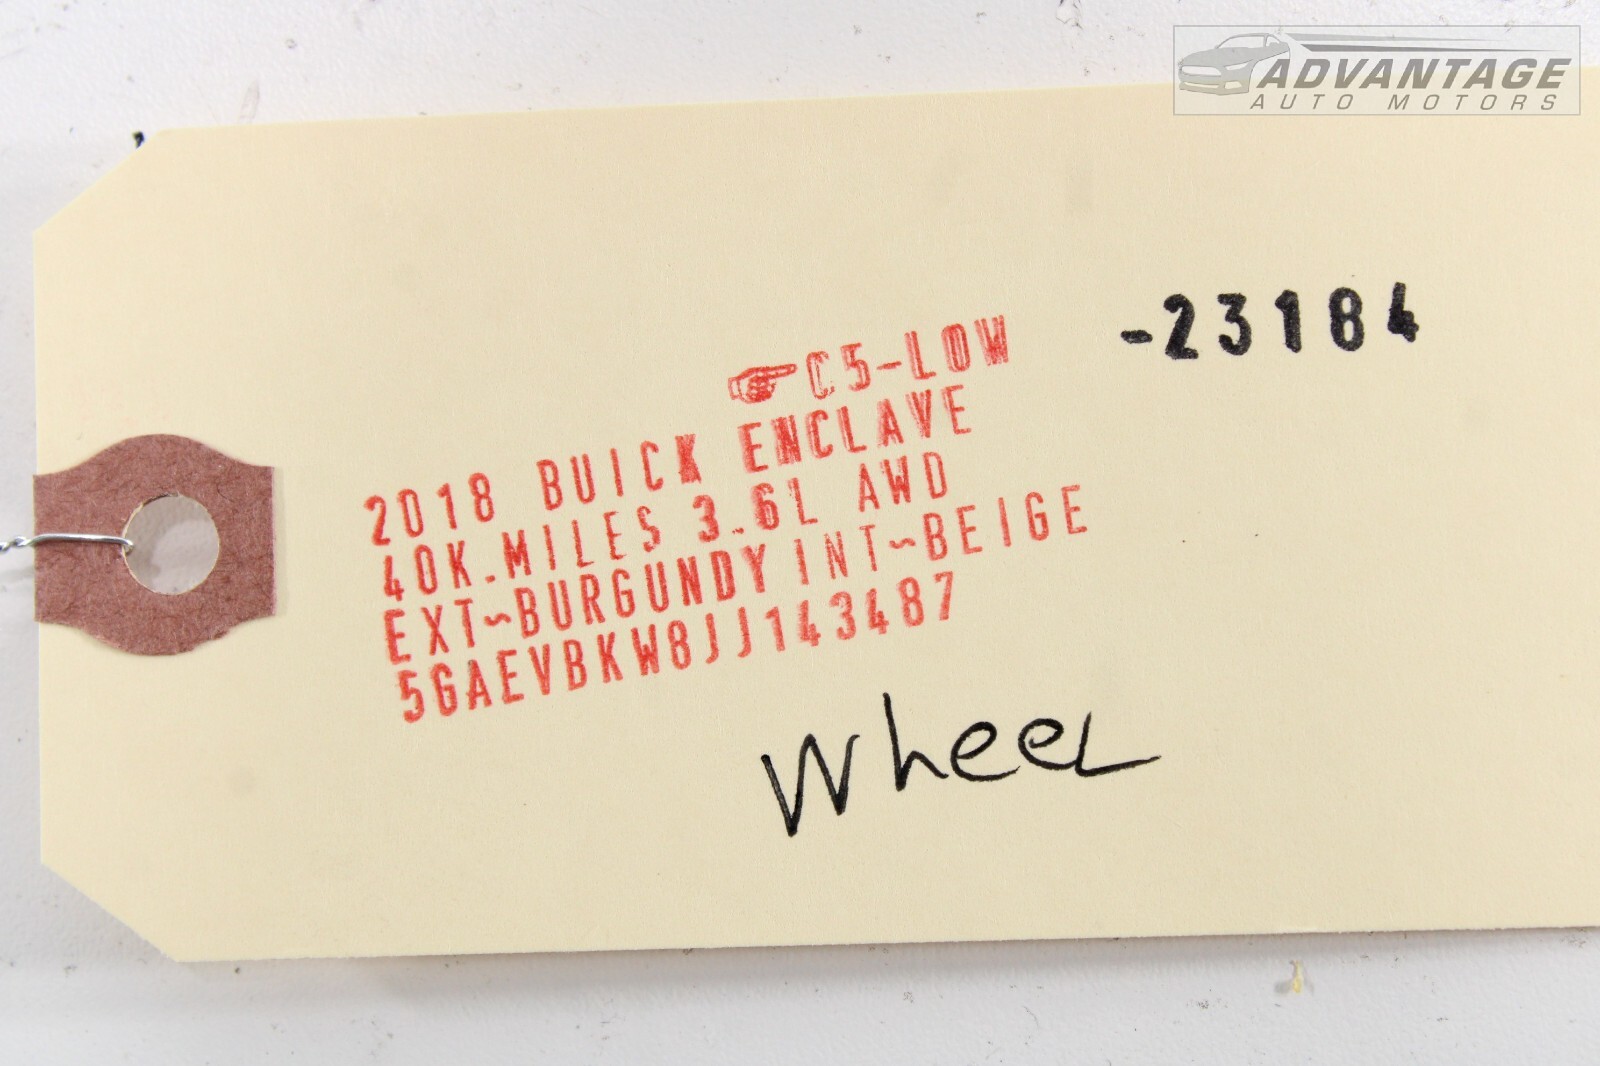 ADVANTAGE
AUTO MOTORS
-23184
C5-LOW
2018 BUICK ENCLAVE
40K.MILES 3.6L AWD
EXT~BURGUNDY INT~BEIGE
5GAEVBKW8JJ143487
Wheel